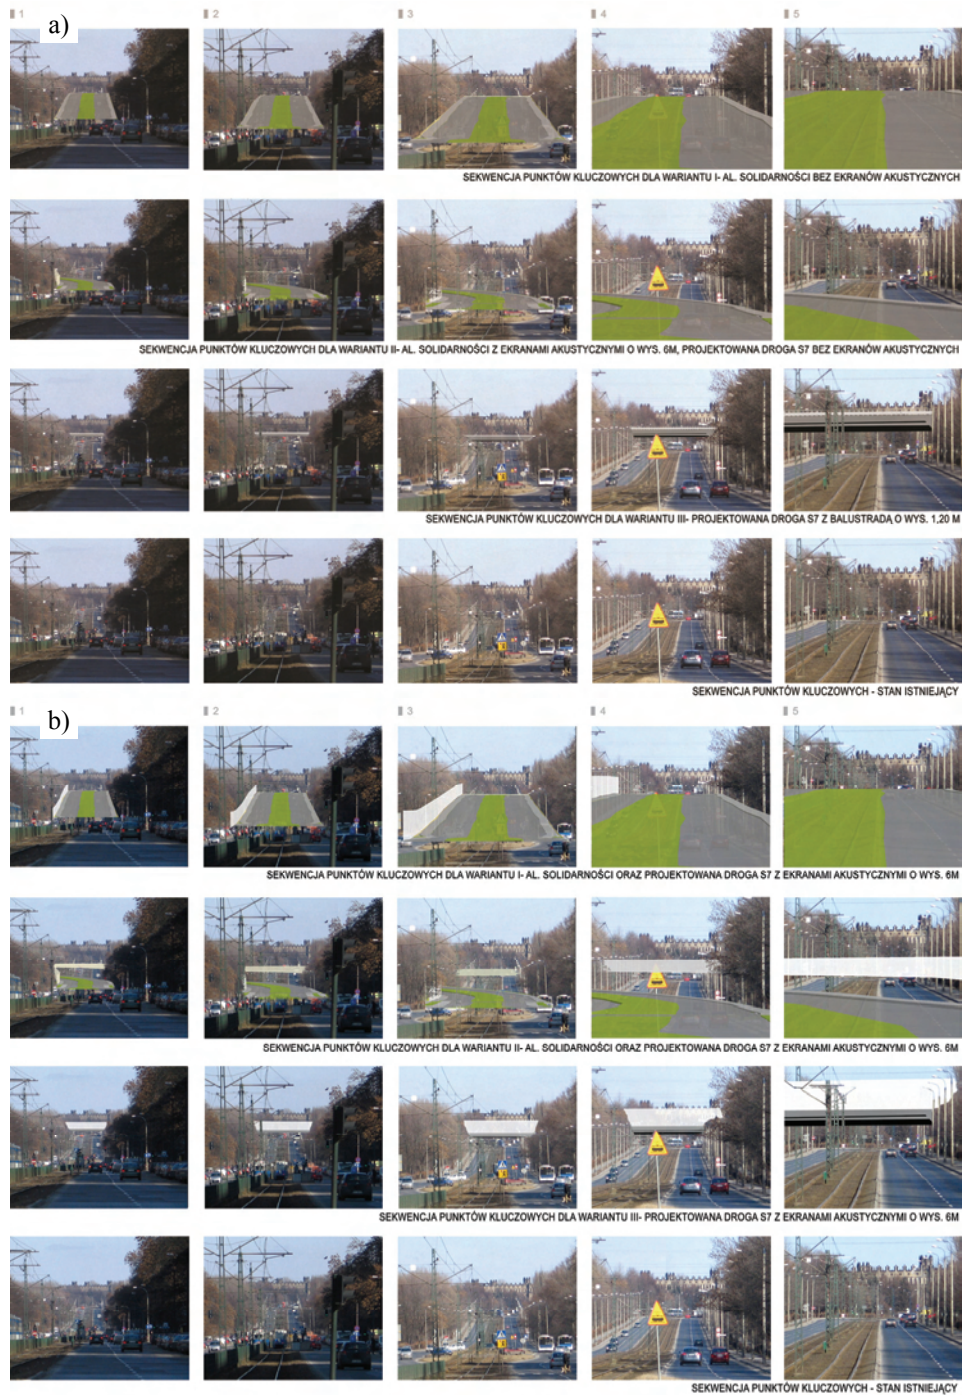 1 2 3 4 5
a)
SEKWENCJA PUNKTÓW KLUCZOWYCH DLA WARIANTU I- AL. SOLIDARNOŚCI BEZ EKRANÓW AKUSTYCZNYCH
SEKWENCJA PUNKTÓW KLUCZOWYCH DLA WARIANTU II- AL. SOLIDARNOŚCI Z EKRANAMI AKUSTYCZNYMI O WYS. 6M, PROJEKTOWANA DROGA S7 BEZ EKRANÓW AKUSTYCZNYCH
SEKWENCJA PUNKTÓW KLUCZOWYCH DLA WARIANTU III- PROJEKTOWANA DROGA S7 Z BALUSTRADĄ O WYS. 1,20 M
SEKWENCJA PUNKTÓW KLUCZOWYCH - STAN ISTNIEJĄCY
1 2 3 4 5
b)
SEKWENCJA PUNKTÓW KLUCZOWYCH DLA WARIANTU I- AL. SOLIDARNOŚCI ORAZ PROJEKTOWANA DROGA S7 Z EKRANAMI AKUSTYCZNYMI O WYS. 6M
SEKWENCJA PUNKTÓW KLUCZOWYCH DLA WARIANTU II- AL. SOLIDARNOŚCI ORAZ PROJEKTOWANA DROGA S7 Z EKRANAMI AKUSTYCZNYMI O WYS. 6M
SEKWENCJA PUNKTÓW KLUCZOWYCH DLA WARIANTU III- PROJEKTOWANA DROGA S7 Z EKRANAMI AKUSTYCZNYMI O WYS. 6M
SEKWENCJA PUNKTÓW KLUCZOWYCH - STAN ISTNIEJĄCY